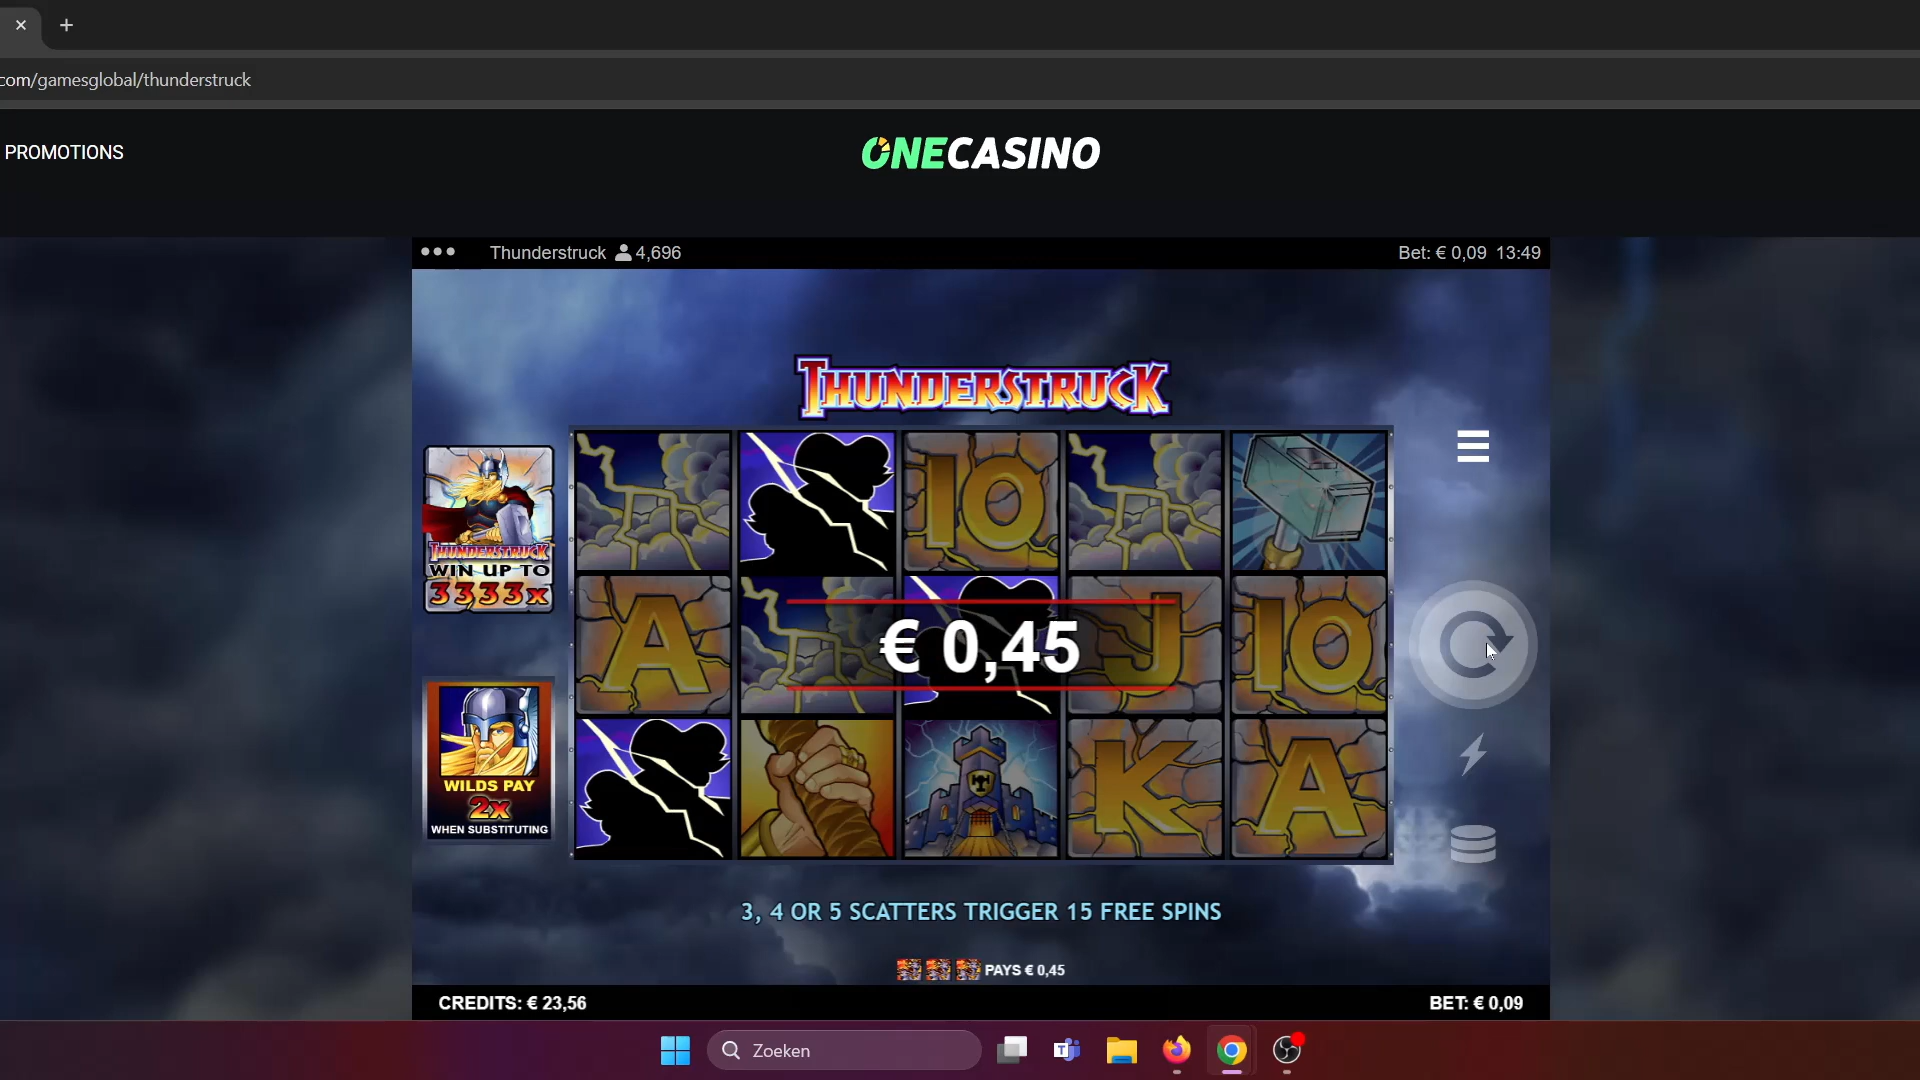 com/gamesglobal/thunderstruck
PROMOTIONS
ONECASINO
Thunderstruck 4,696
Bet: € 0,09 13:49
THUNDERSTRUCK
THUNDERSTRUCK
WIN UP TO
3333x
WILDS PAY
2x
WHEN SUBSTITUTING
10
A
J
10
K
A
€ 0,45
3, 4 OR 5 SCATTERS TRIGGER 15 FREE SPINS
PAYS € 0,45
CREDITS: € 23,56
BET: € 0,09
Zoeken